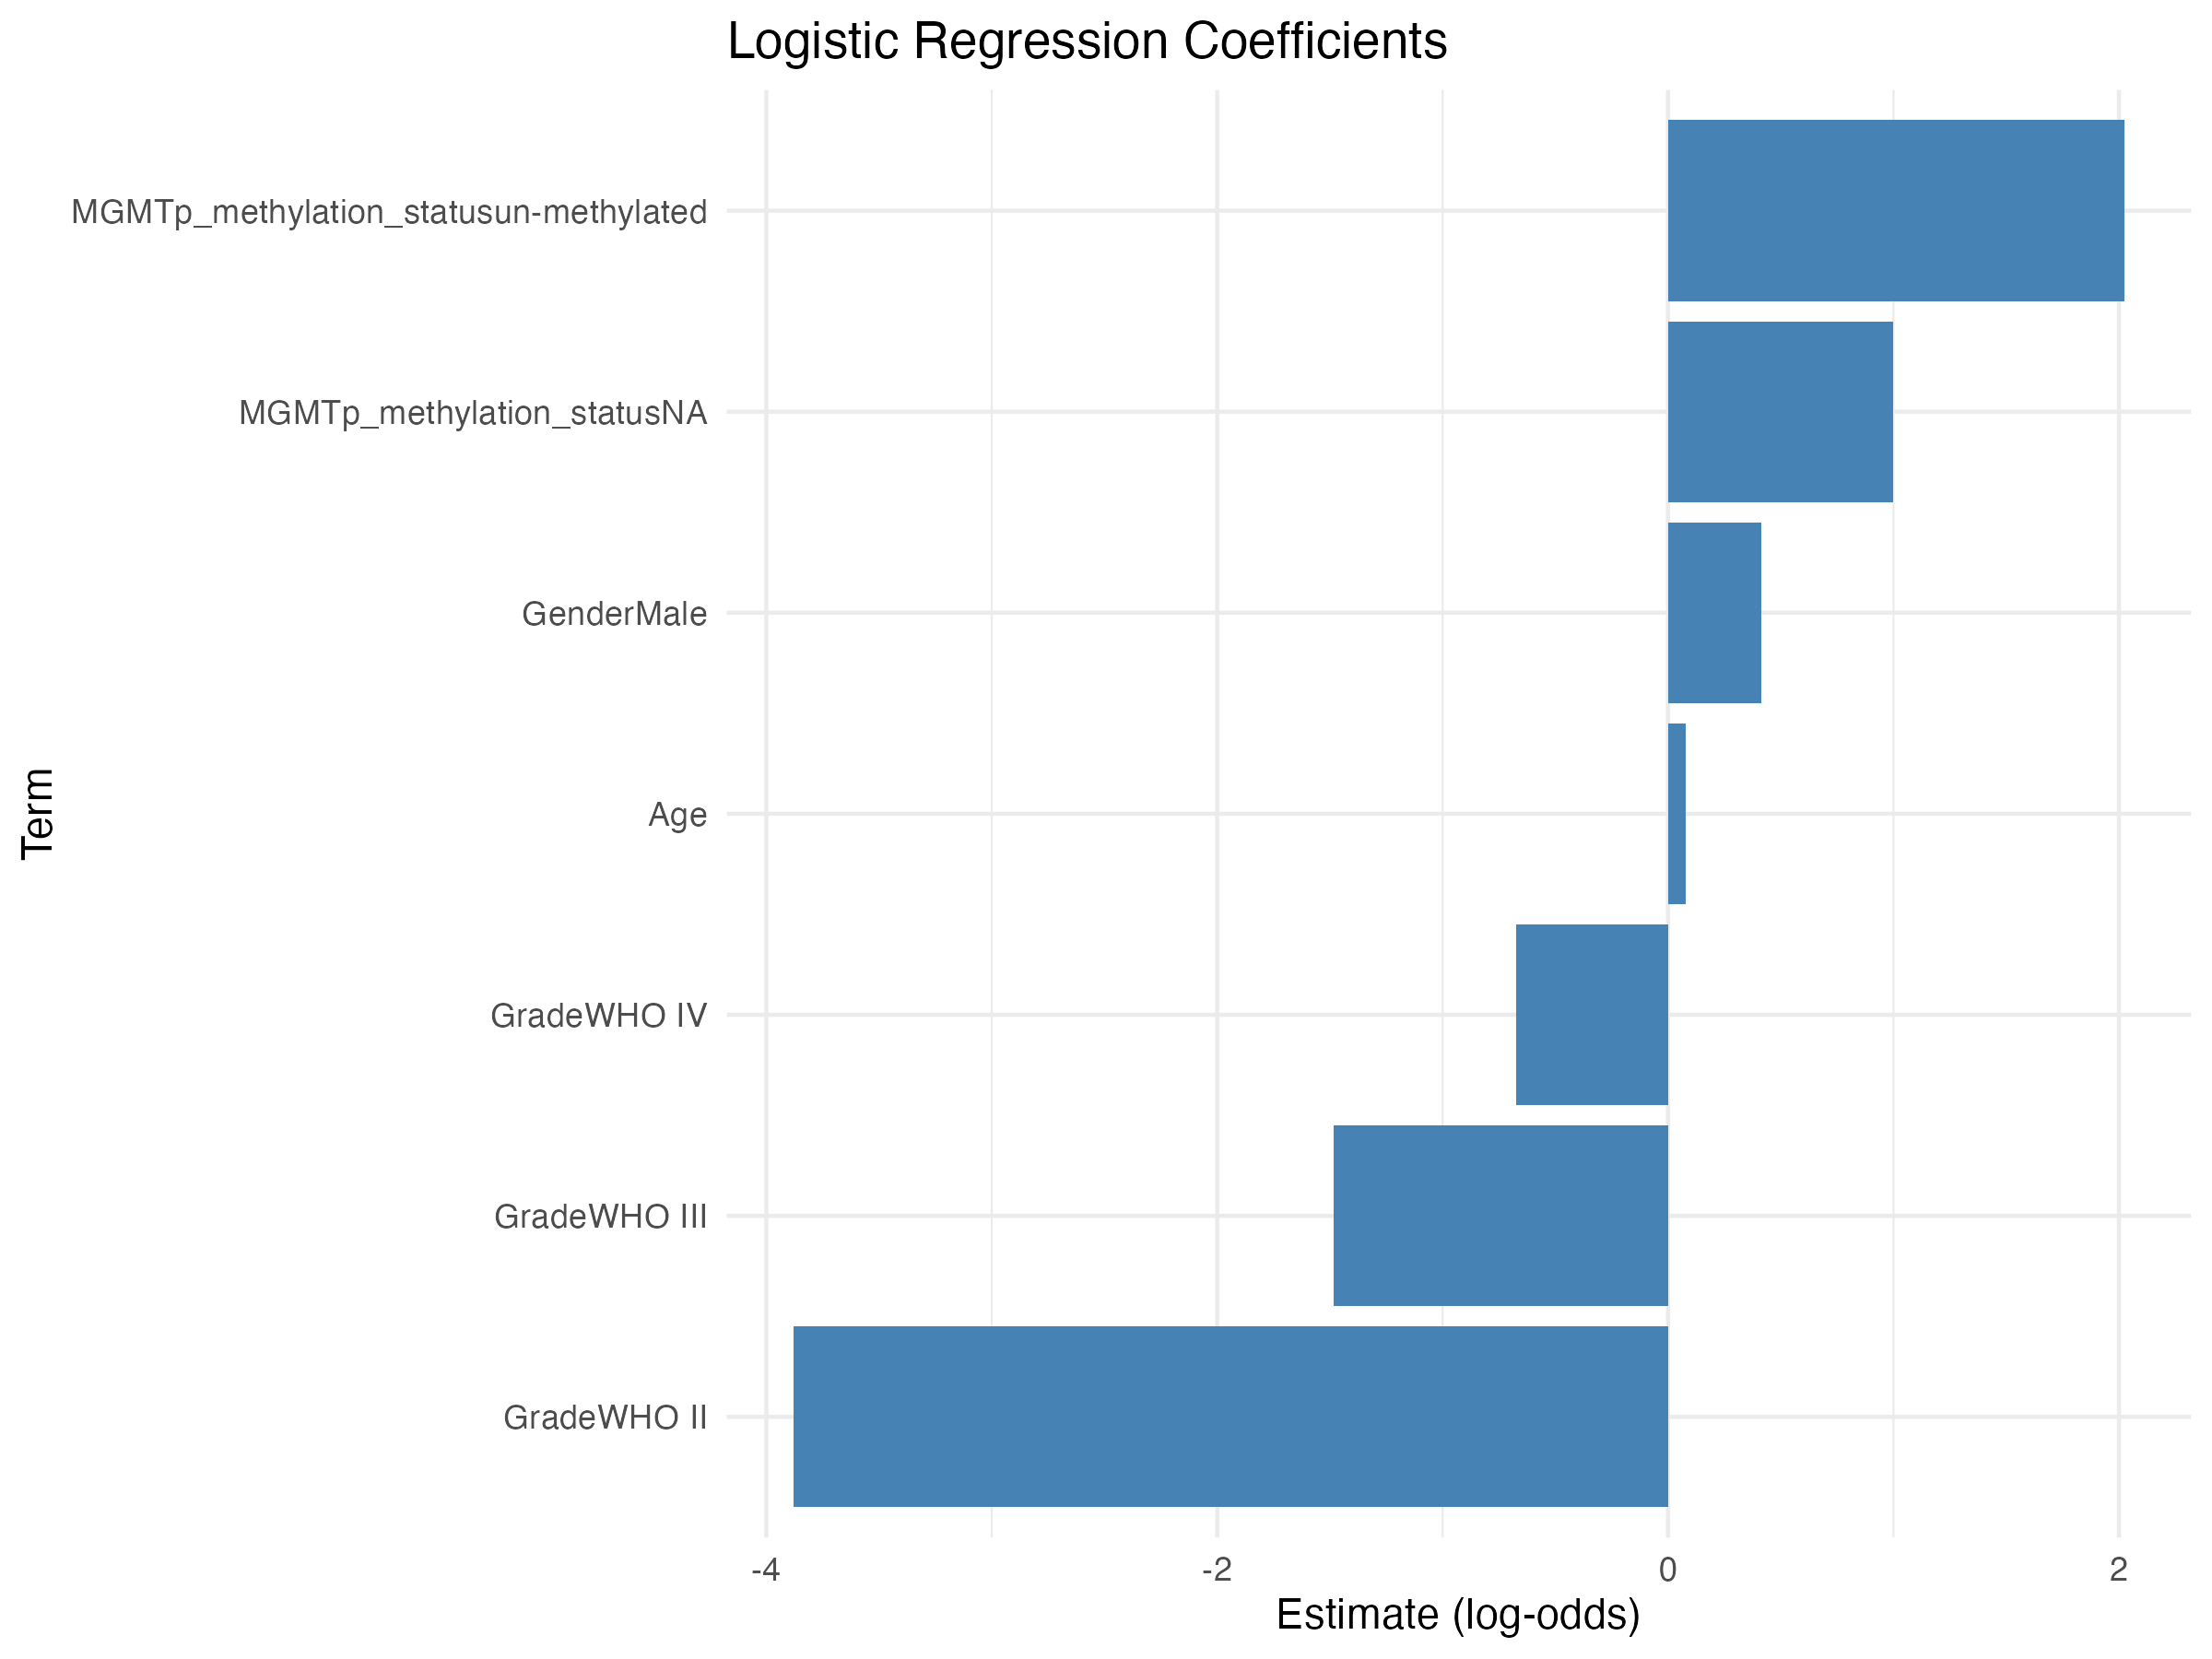 Logistic Regression Coefficients
MGMTp_methylation_statusun-methylated
MGMTp_methylation_statusNA
GenderMale
Age
GradeWHO IV
GradeWHO III
GradeWHO II
Term
-4 -2 0 2
Estimate (log-odds)